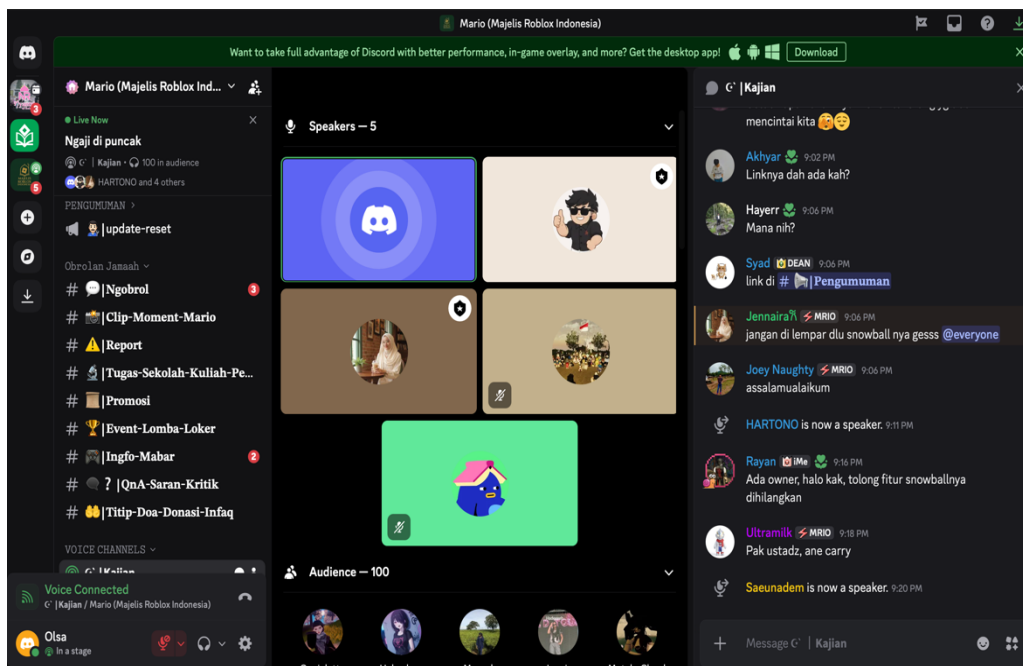 Mario (Majelis Roblox Indonesia)
Want to take full advantage of Discord with better performance, in-game overlay, and more? Get the desktop app!
Download
Mario (Majelis Roblox Ind...
Live Now
Ngaji di puncak
Kajian • 100 in audience
HARTONO and 4 others
PENGUMUMAN
|update-reset
Obrolan Jamaah
# |Ngobrol
3
# |Clip-Moment-Mario
# |Report
# |Tugas-Sekolah-Kuliah-Pe...
# |Promosi
# |Event-Lomba-Loker
# |Ingfo-Mabar
2
# ? |QnA-Saran-Kritik
# |Titip-Doa-Donasi-Infaq
VOICE CHANNELS
|Kajian
Voice Connected
|Kajian / Mario (Majelis Roblox Indonesia)
Olsa
In a stage
3
5
Speakers — 5
Audience — 100
|Kajian
mencintai kita
Akhyar 9:02 PM
Linknya dah ada kah?
Hayerr 9:06 PM
Mana nih?
Syad DEAN 9:06 PM
link di # |Pengumuman
Jennaira MRIO 9:06 PM
jangan di lempar dlu snowball nya gesss @everyone
Joey Naughty MRIO 9:06 PM
assalamualaikum
HARTONO is now a speaker. 9:11 PM
Rayan iMe 9:16 PM
Ada owner, halo kak, tolong fitur snowballnya
dihilangkan
Ultramilk MRIO 9:18 PM
Pak ustadz, ane carry
Saeunadem is now a speaker. 9:20 PM
Message | Kajian